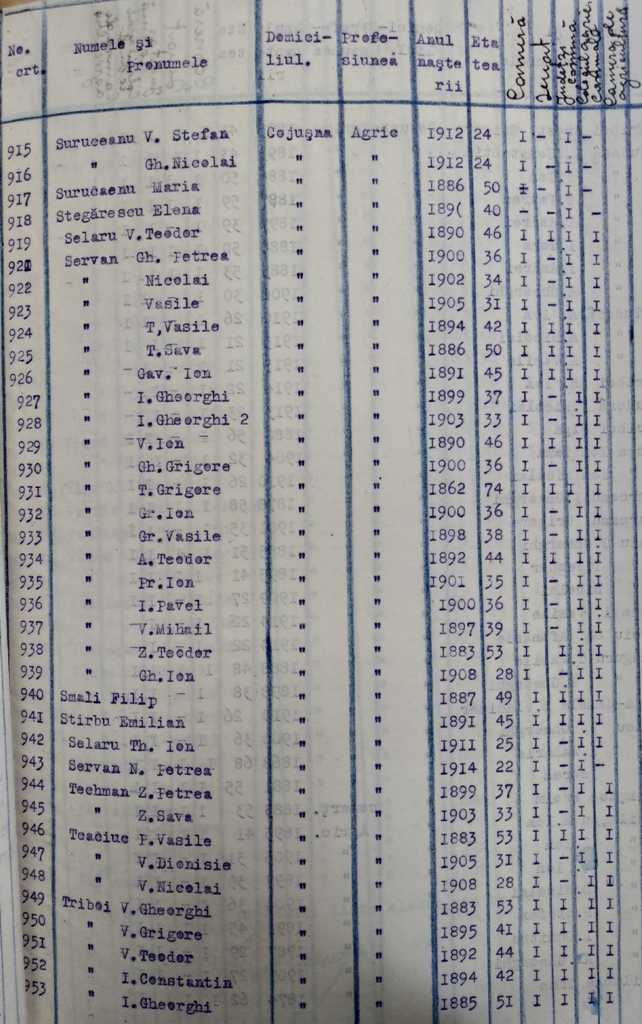 No. crt. Numele şi pronumele Domiciliul. Profesiunea Anul naşterii Etatea Cameră Senat
915 Suruceanu V. Stefan Cojuşna Agric 1912 24 I - I -
916 " Gh.Nicolai " " 1912 24 I - I -
917 Surucaenu Maria " " 1886 50 I - I -
918 Stegărescu Elena " " 189( 40 - - I -
919 Selaru V.Teodor " " 1890 46 I I I I
921 Servan Gh. Petrea " " 1900 36 I - I I
922 " Nicolai " " 1902 34 I - I I
923 " Vasile " " 1905 31 I - I I
924 " T,Vasile " " 1894 42 I I I I
925 " T.Sava " " 1886 50 I I I I
926 " Gav. Ion " " 1891 45 I I I I
927 " I.Gheorghi " " 1899 37 I - I I
928 " I.Gheorghi 2 " " 1903 33 I - I I
929 " V.Ion " " 1890 46 I I I I
930 " Gh.Grigore " " 1900 36 I - I I
931 " T.Grigore " " 1862 74 I I I I
932 " Gr.Ion " " 1900 36 I - I I
933 " Gr.Vasile " " 1898 38 I - I I
934 " A.Teodor " " 1892 44 I I I I
935 " Pr.Ion " " 1901 35 I - I I
936 " I.Pavel " " 1900 36 I - I I
937 " V.Mihail " " 1897 39 I - I I
938 " Z.Teodor " " 1883 53 I I I I
939 " Gh.Ion " " 1908 28 I - I I
940 Smali Filip " " 1887 49 I I I I
941 Stirbu Emilian " " 1891 45 I I I I
942 Selaru Th. Ion " " 1911 25 I - I I
943 Servan N. Petrea " " 1914 22 I - I -
944 Techman Z.Petrea " " 1899 37 I - I I
945 " Z.Sava " " 1903 33 I - I I
946 Tcaciuc P.Vasile " " 1883 53 I I I I
947 " V.Dionisie " " 1905 31 I - I I
948 " V.Nicolai " " 1908 28 I - I I
949 Triboi V.Gheorghi " " 1883 53 I I I I
950 " V.Grigore " " 1895 41 I I I I
951 " V.Teodor " " 1892 44 I I I I
952 " I.Constantin " " 1894 42 I I I I
953 " I.Gheorghi " " 1885 51 I I I I